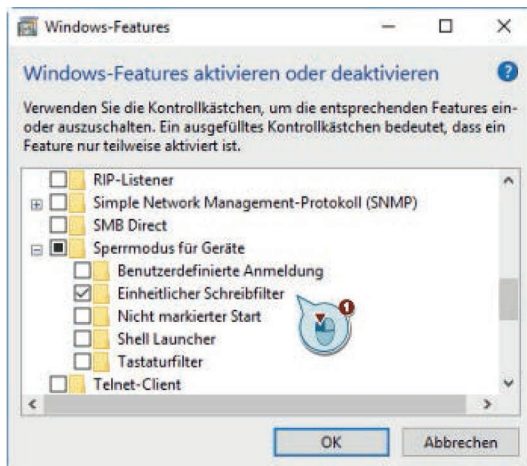 Windows-Features
Windows-Features aktivieren oder deaktivieren
Verwenden Sie die Kontrollkästchen, um die entsprechenden Features ein-
oder auszuschalten. Ein ausgefülltes Kontrollkästchen bedeutet, dass ein
Feature nur teilweise aktiviert ist.
RIP-Listener
Simple Network Management-Protokoll (SNMP)
SMB Direct
Sperrmodus für Geräte
Benutzerdefinierte Anmeldung
Einheitlicher Schreibfilter
Nicht markierter Start
Shell Launcher
Tastaturfilter
Telnet-Client
OK Abbrechen